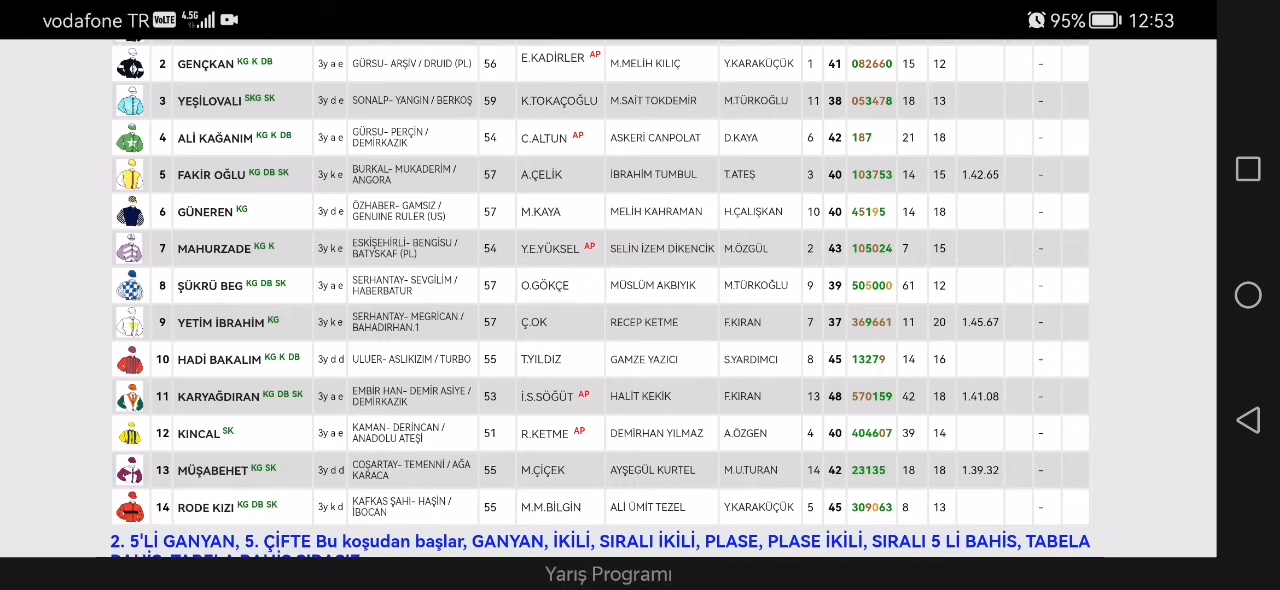 vodafone TR VoLTE 4.5G 95% 12:53
2 GENÇKAN KG K DB 3y a e GÜRSU- ARŞİV / DRUID (PL) 56 E.KADİRLER AP M.MELİH KILIÇ Y.KARAKÜÇÜK 1 41 082660 15 12 -
3 YEŞİLOVALI SKG SK 3y d e SONALP- YANGIN / BERKOŞ 59 K.TOKAÇOĞLU M.SAİT TOKDEMİR M.TÜRKOĞLU 11 38 053478 18 13 -
4 ALİ KAĞANIM KG K DB 3y a e GÜRSU- PERÇİN / DEMİRKAZIK 54 C.ALTUN AP ASKERİ CANPOLAT D.KAYA 6 42 187 21 18 -
5 FAKİR OĞLU KG DB SK 3y k e BURKAL- MUKADERİM / ANGORA 57 A.ÇELİK İBRAHİM TUMBUL T.ATEŞ 3 40 103753 14 15 1.42.65 -
6 GÜNEREN KG 3y d e ÖZHABER- GAMSIZ / GENUINE RULER (US) 57 M.KAYA MELİH KAHRAMAN H.ÇALIŞKAN 10 40 45195 14 18 -
7 MAHURZADE KG K 3y k e ESKİŞEHİRLİ- BENGİSU / BATYSKAF (PL) 54 Y.E.YÜKSEL AP SELİN İZEM DİKENCİK M.ÖZGÜL 2 43 105024 7 15 -
8 ŞÜKRÜ BEG KG DB SK 3y a e SERHANTAY- SEVGİLİM / HABERBATUR 57 O.GÖKÇE MÜSLÜM AKBIYIK M.TÜRKOĞLU 9 39 505000 61 12 -
9 YETİM İBRAHİM KG 3y k e SERHANTAY- MEGRİCAN / BAHADIRHAN.1 57 Ç.OK RECEP KETME F.KIRAN 7 37 369661 11 20 1.45.67 -
10 HADİ BAKALIM KG K DB 3y d d ULUER- ASLIKIZIM / TURBO 55 T.YILDIZ GAMZE YAZICI S.YARDIMCI 8 45 13279 14 16 -
11 KARYAĞDIRAN KG DB SK 3y a e EMBİR HAN- DEMİR ASİYE / DEMİRKAZIK 53 İ.S.SÖĞÜT AP HALİT KEKİK F.KIRAN 13 48 570159 42 18 1.41.08 -
12 KINCAL SK 3y a e KAMAN- DERİNCAN / ANADOLU ATEŞİ 51 R.KETME AP DEMİRHAN YILMAZ A.ÖZGEN 4 40 404607 39 14 -
13 MÜŞABEHET KG SK 3y d d COŞARTAY- TEMENNİ / AĞA KARACA 55 M.ÇİÇEK AYŞEGÜL KURTEL M.U.TURAN 14 42 23135 18 18 1.39.32 -
14 RODE KIZI KG DB SK 3y k d KAFKAS ŞAHI- HAŞİN / İBOCAN 55 M.M.BİLGİN ALİ ÜMİT TEZEL Y.KARAKÜÇÜK 5 45 309063 8 13 -
2. 5'Lİ GANYAN, 5. ÇİFTE Bu koşudan başlar, GANYAN, İKİLİ, SIRALI İKİLİ, PLASE, PLASE İKİLİ, SIRALI 5 Lİ BAHİS, TABELA
Yarış Programı